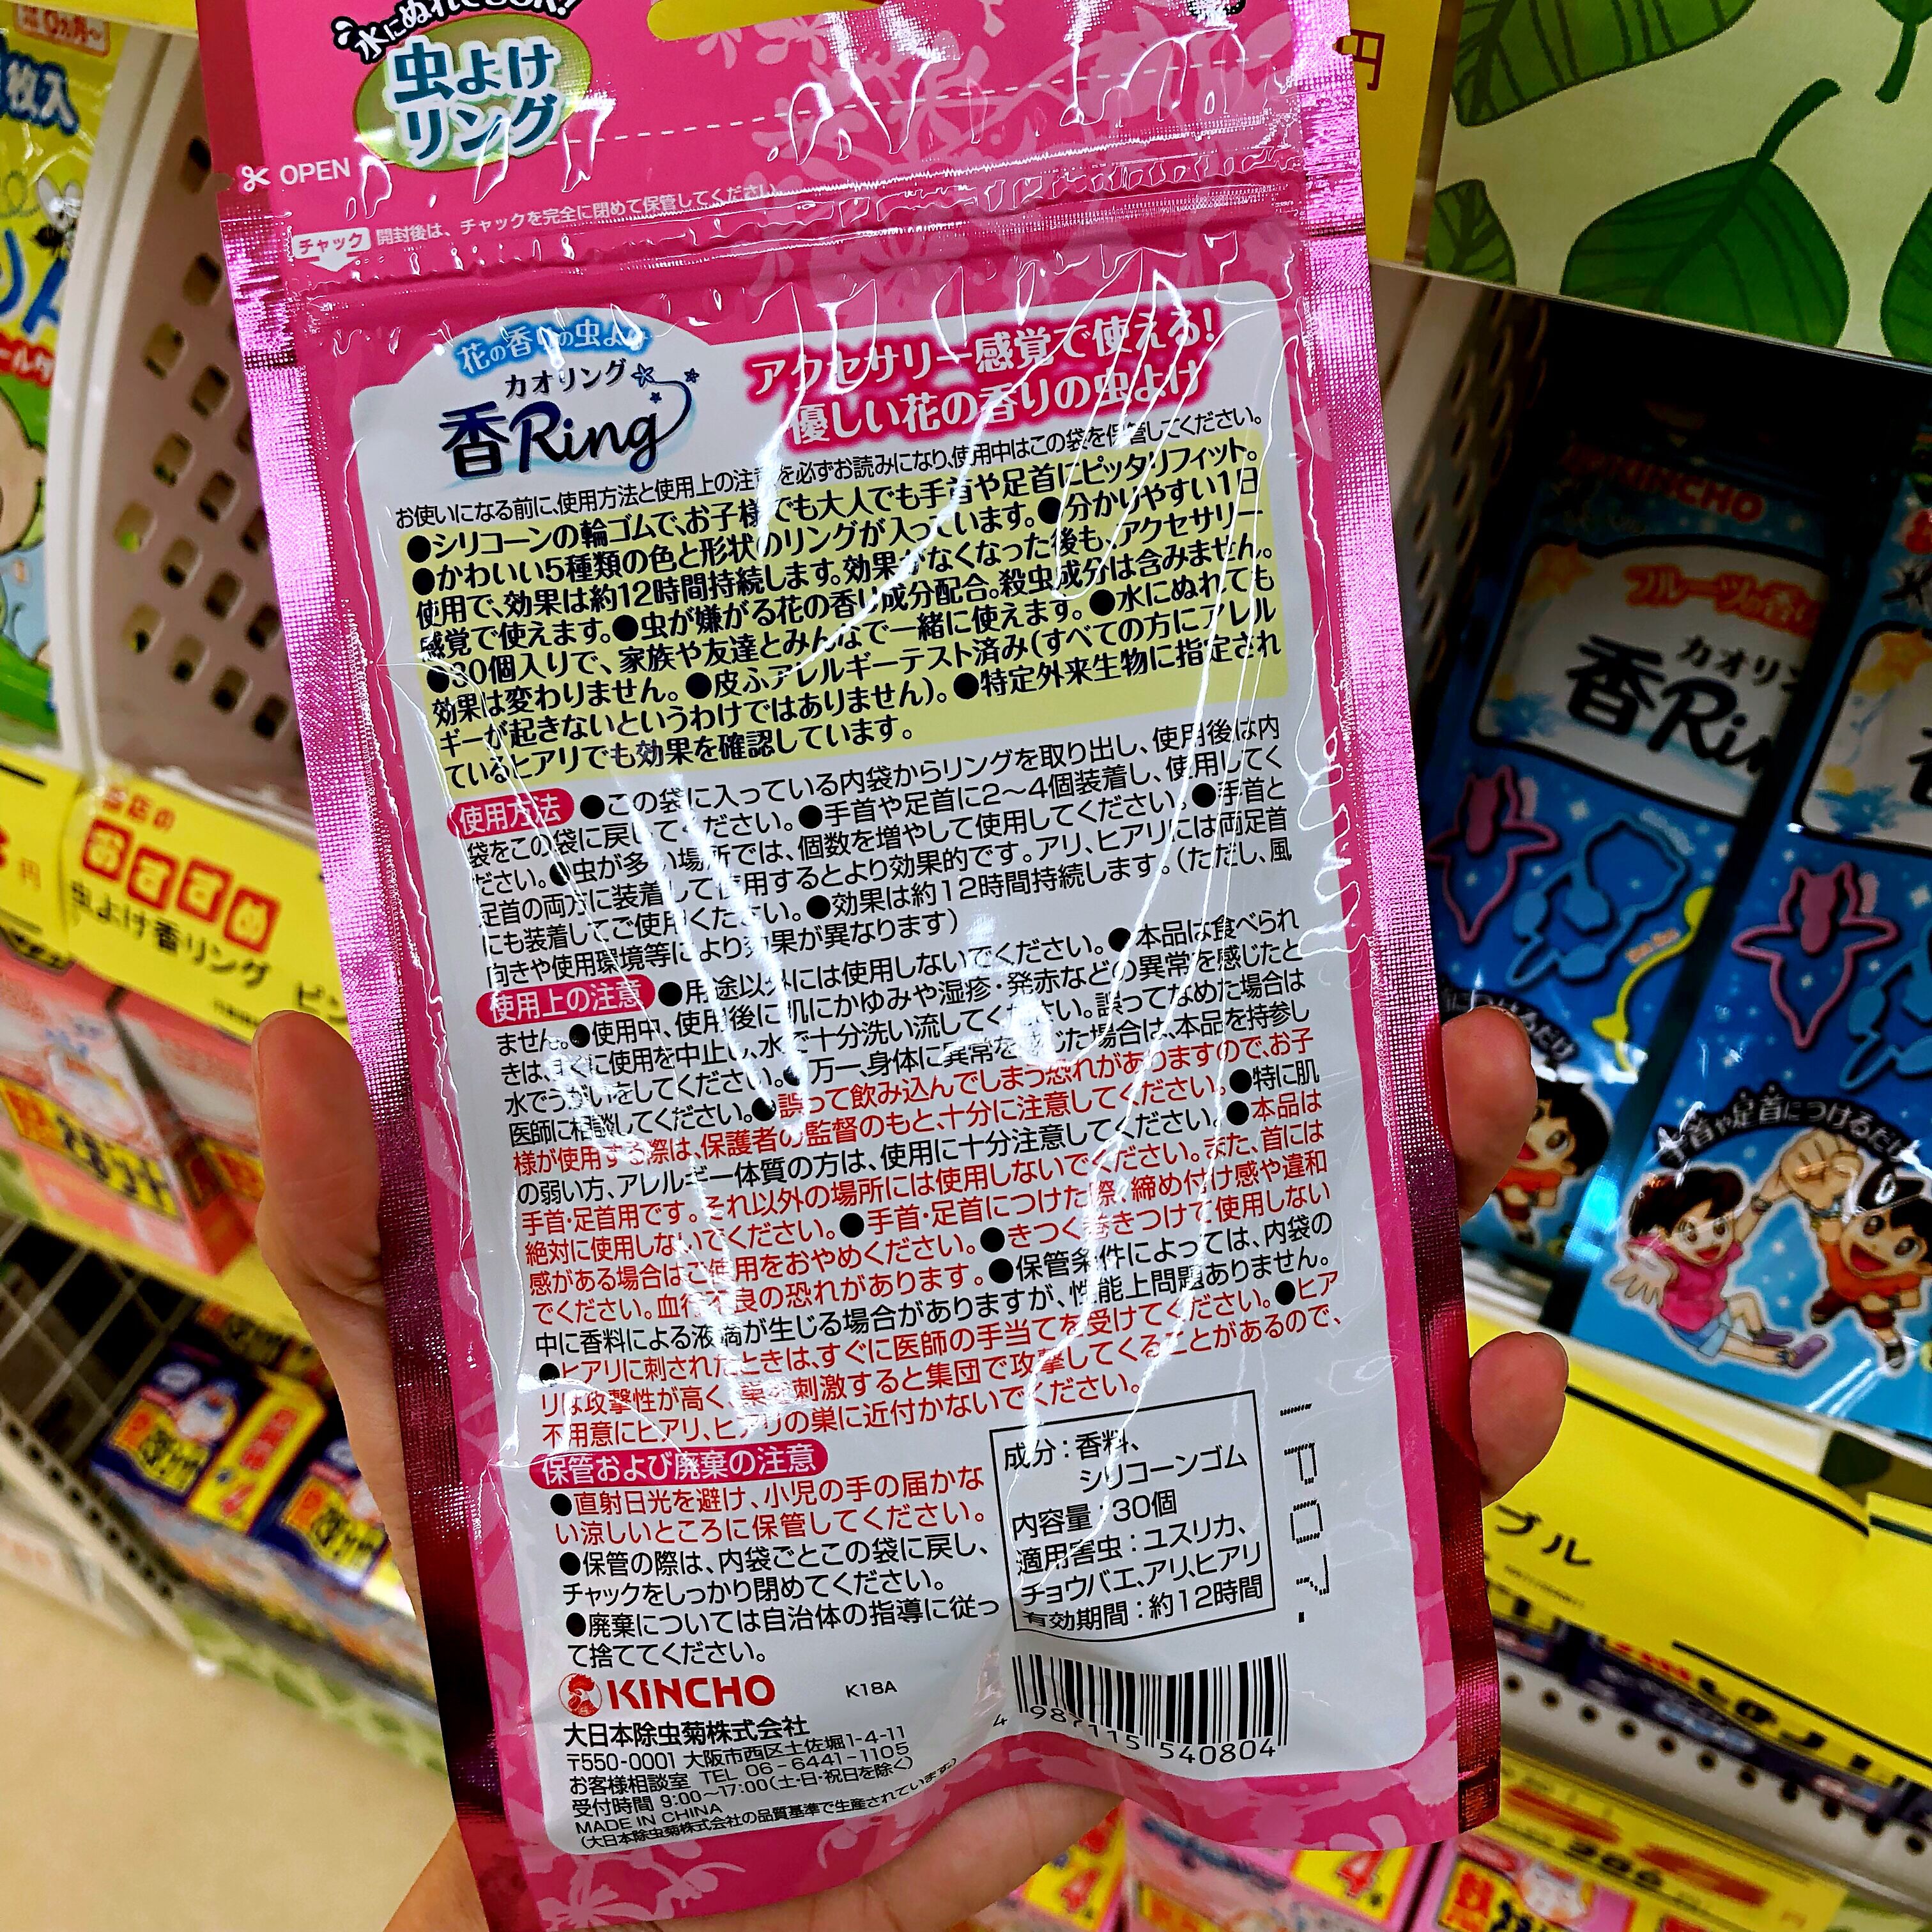 水にぬれてもOK!
虫よけ
リング
OPEN
チャック 開封後は、チャックを完全に閉めて保管してください。
花の香りの虫よけ
カオリング
香Ring
アクセサリー感覚で使える!
優しい花の香りの虫よけ
お使いになる前に、使用方法と使用上の注意を必ずお読みになり、使用中はこの袋を保管してください。
●シリコーンの輪ゴムで、お子様でも大人でも手首や足首にピッタリフィット。
●かわいい5種類の色と形状のリングが入っています。●分かりやすい1日
使用で、効果は約12時間持続します。効果がなくなった後も、アクセサリー
感覚で使えます。●虫が嫌がる花の香り成分配合。殺虫成分は含みません。
●30個入りで、家族や友達とみんなで一緒に使えます。●水にぬれても
効果は変わりません。●皮ふアレルギーテスト済み(すべての方にアレル
ギーが起きないというわけではありません)。●特定外来生物に指定され
ているヒアリでも効果を確認しています。
使用方法 ●この袋に入っている内袋からリングを取り出し、使用後は内
袋をこの袋に戻してください。●手首や足首に2〜4個装着し、使用してく
ださい。●虫が多い場所では、個数を増やして使用してください。●手首と
足首の両方に装着して使用するとより効果的です。アリ、ヒアリには両足首
にも装着してご使用ください。●効果は約12時間持続します。(ただし、風
向きや使用環境等により効果が異なります)
使用上の注意 ●用途以外には使用しないでください。●本品は食べられ
ません。●使用中、使用後に肌にかゆみや湿疹・発赤などの異常を感じたと
きは、すぐに使用を中止し、水で十分洗い流してください。誤ってなめた場合は
水でうがいをしてください。●万一、身体に異常を感じた場合は、本品を持参し
医師に相談してください。●誤って飲み込んでしまう恐れがありますので、お子
様が使用する際は、保護者の監督のもと、十分に注意してください。●特に肌
の弱い方、アレルギー体質の方は、使用に十分注意してください。●本品は
手首・足首用です。それ以外の場所には使用しないでください。また、首には
絶対に使用しないでください。●手首・足首につけた際、締め付け感や違和
感がある場合はご使用をおやめください。●きつく巻きつけて使用しない
でください。血行不良の恐れがあります。●保管条件によっては、内袋の
中に香料による液滴が生じる場合がありますが、性能上問題ありません。
●ヒアリに刺されたときは、すぐに医師の手当てを受けてください。●ヒア
リは攻撃性が高く、巣を刺激すると集団で攻撃してくることがあるので、
不用意にヒアリ、ヒアリの巣に近付かないでください。
保管および廃棄の注意
●直射日光を避け、小児の手の届かな
い涼しいところに保管してください。
●保管の際は、内袋ごとこの袋に戻し、
チャックをしっかり閉めてください。
●廃棄については自治体の指導に従っ
て捨ててください。
成分:香料、
シリコーンゴム
内容量:30個
適用害虫:ユスリカ、
チョウバエ、アリ、ヒアリ
有効期間:約12時間
KINCHO K18A
大日本除虫菊株式会社
〒550-0001 大阪市西区土佐堀1-4-11
お客様相談室 TEL 06-6441-1105
受付時間 9:00〜17:00(土・日・祝日を除く)
MADE IN CHINA
(大日本除虫菊株式会社の品質基準で生産されています)
4 987115 540804
当店の
おすすめ
虫よけ香リング
枚入
円
フルーツの香り
香Ring
手首や足首につけるだけ
ブル